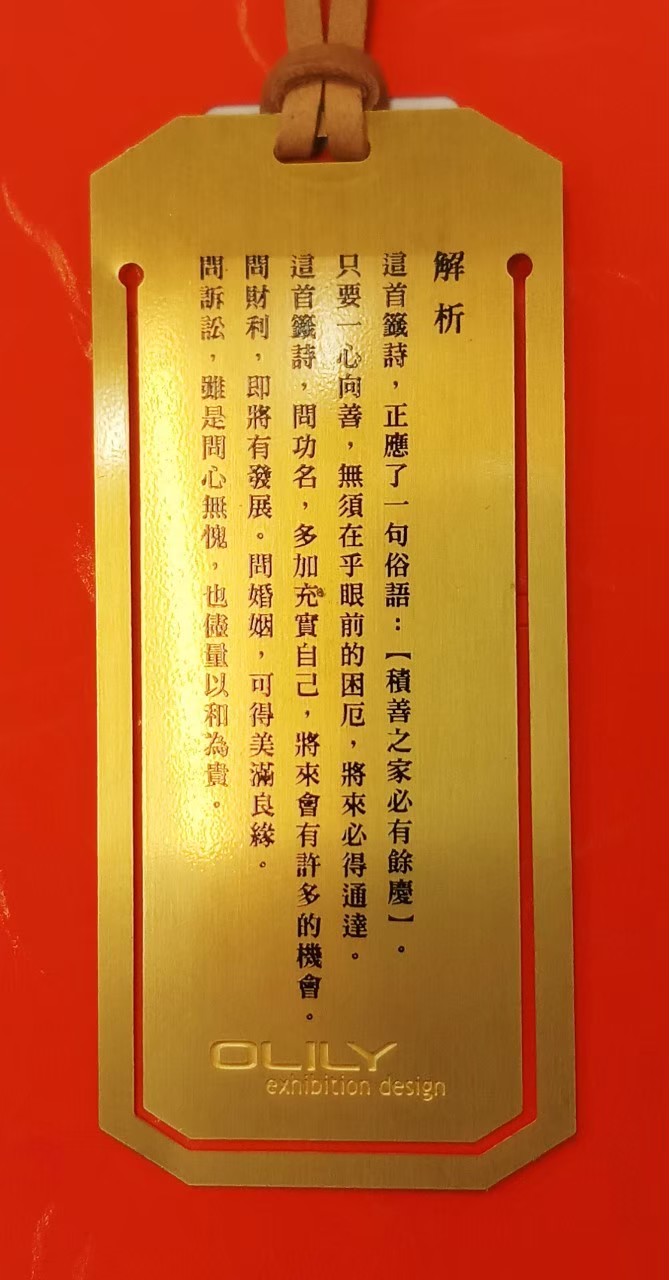 解析
這首籤詩，正應了一句俗語：【積善之家必有餘慶】。
只要一心向善，無須在乎眼前的困厄，將來必得通達。
這首籤詩，問功名，多加充實自己，將來會有許多的機會。
問財利，即將有發展。問婚姻，可得美滿良緣。
問訴訟，雖是問心無愧，也儘量以和為貴。
OLILY
exhibition design